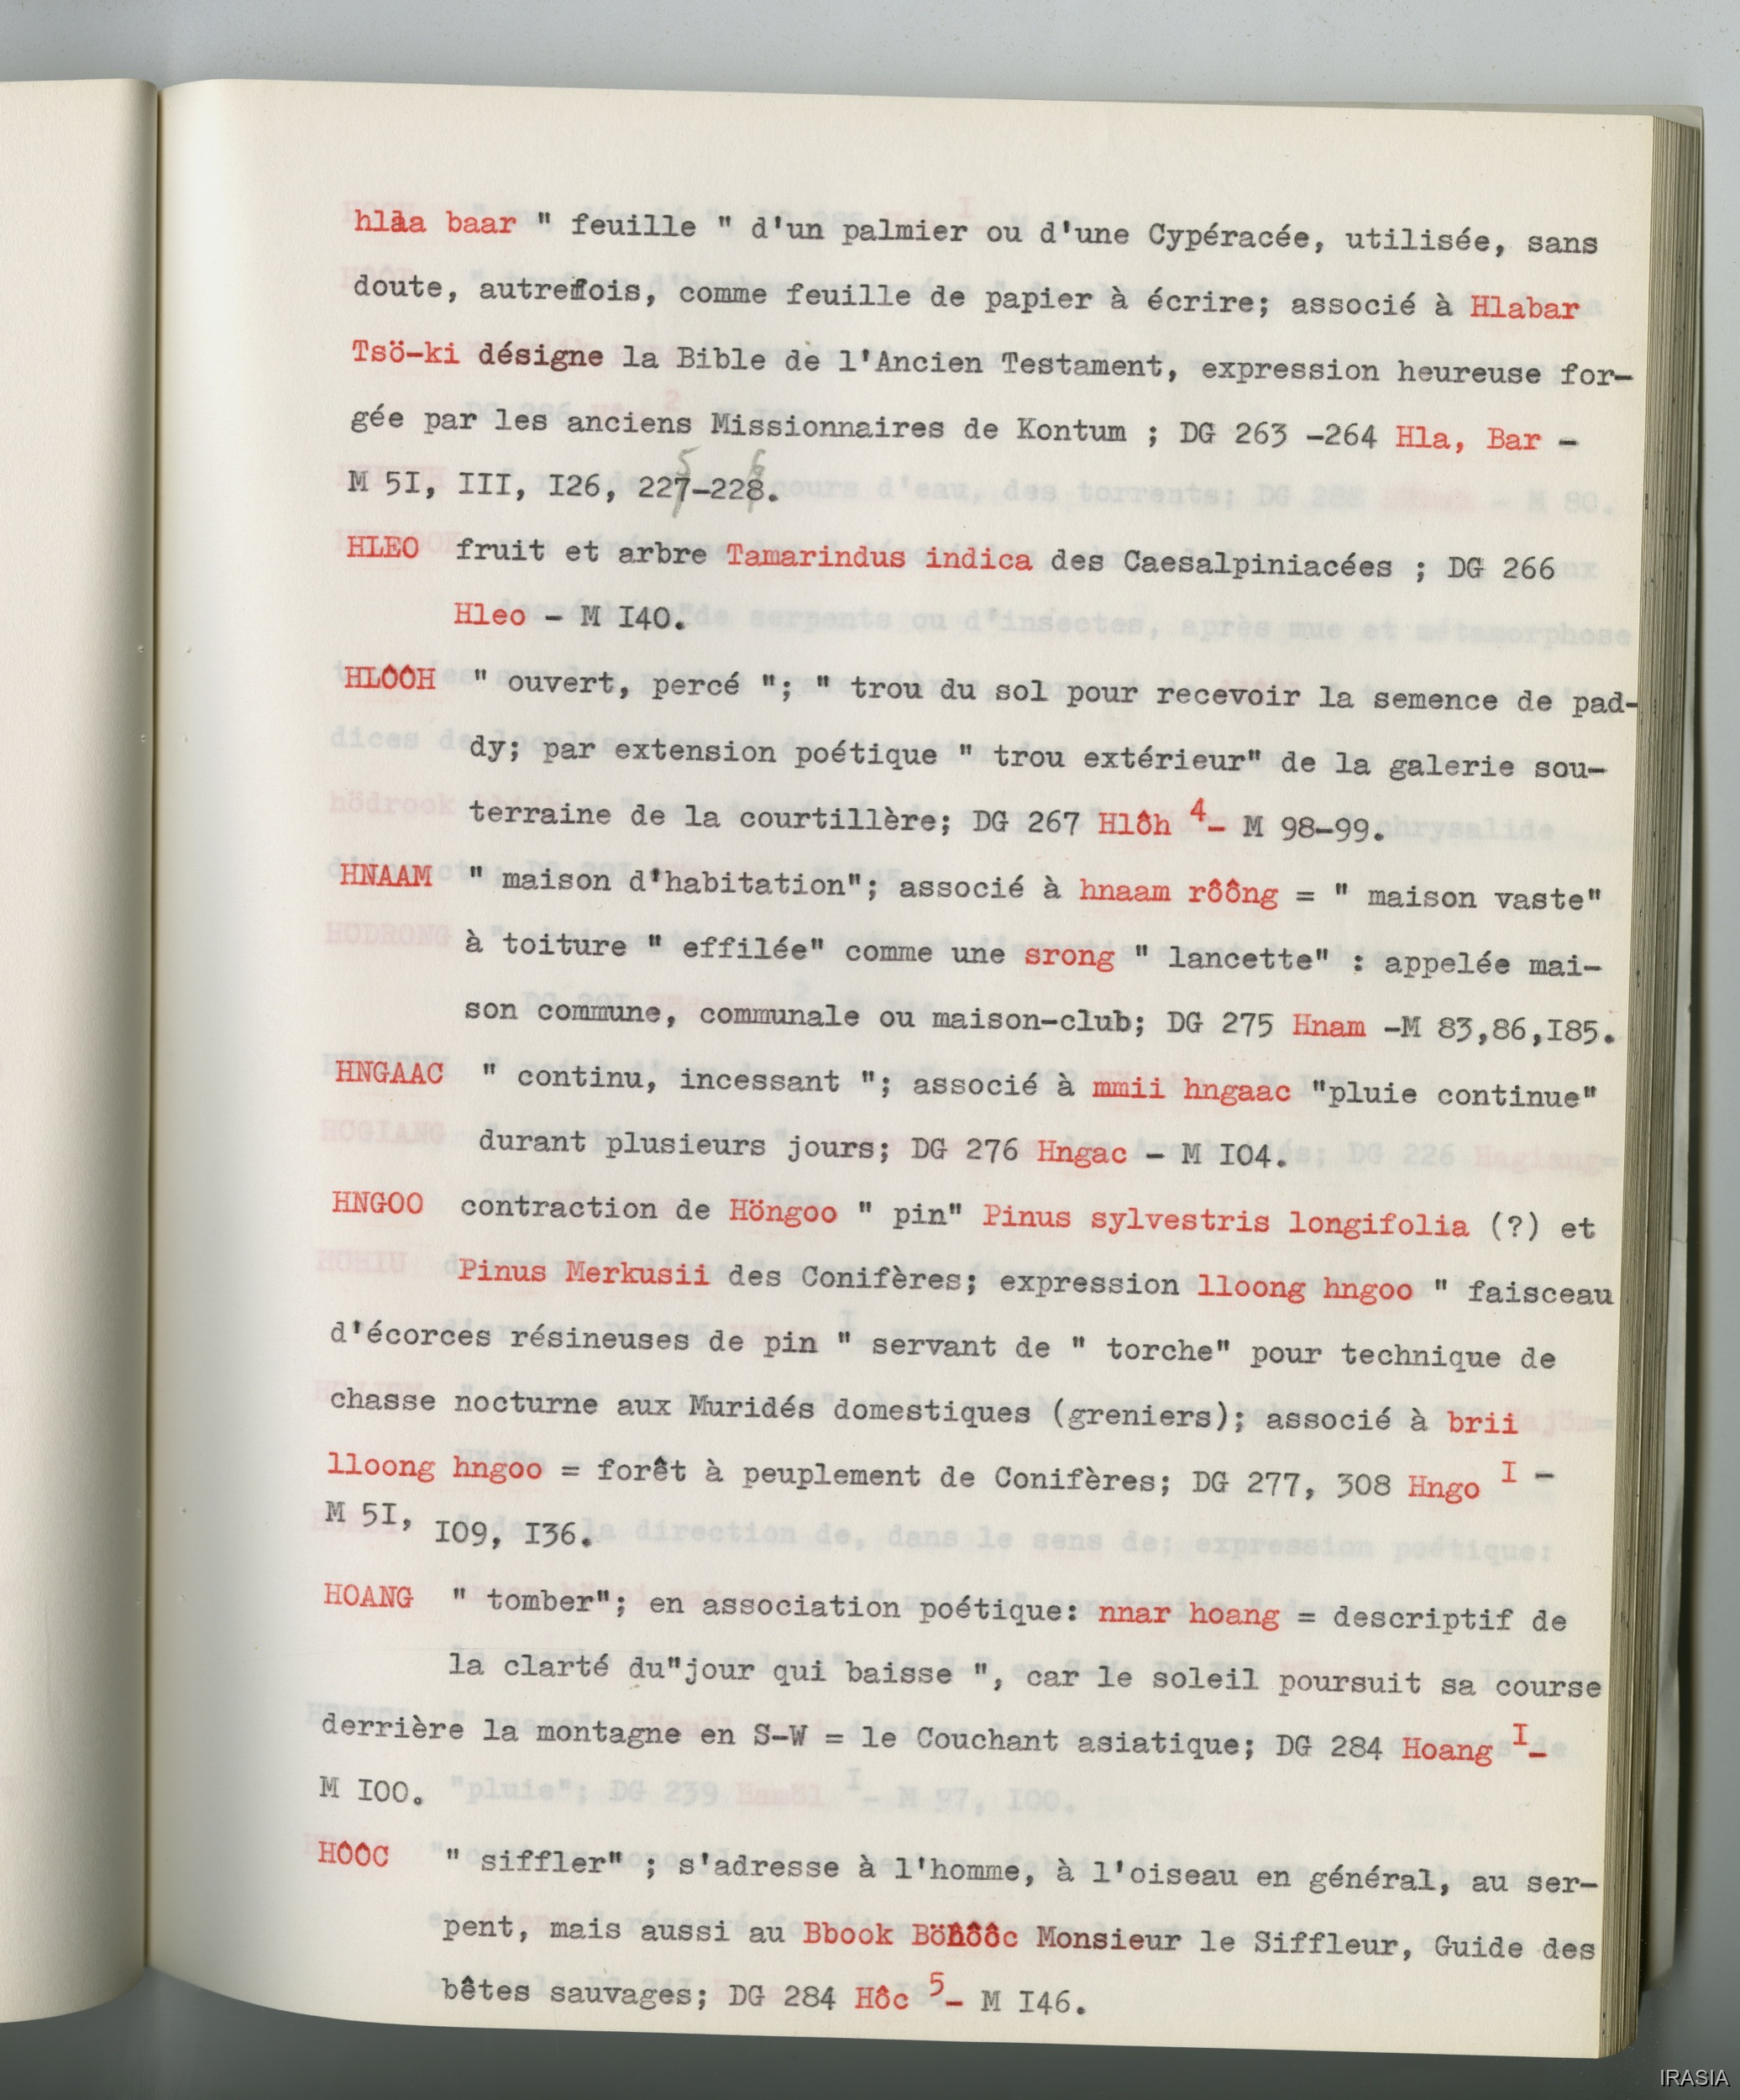 hlaa baar " feuille " d'un palmier ou d'une Cypéracée, utilisée, sans
doute, autrefois, comme feuille de papier à écrire; associé à Hlabar
Tsö-ki désigne la Bible de l'Ancien Testament, expression heureuse for-
gée par les anciens Missionnaires de Kontum ; DG 263 -264 Hla, Bar -
5 6
M 5I, III, I26, 227-228.
HLEO fruit et arbre Tamarindus indica des Caesalpiniacées ; DG 266
Hleo - M I40.
HLÔÔH " ouvert, percé "; " trou du sol pour recevoir la semence de pad-
dy; par extension poétique " trou extérieur" de la galerie sou-
terraine de la courtillère; DG 267 Hlôh 4- M 98-99.
HNAAM " maison d'habitation"; associé à hnaam rôông = " maison vaste"
à toiture " effilée" comme une srong " lancette" : appelée mai-
son commune, communale ou maison-club; DG 275 Hnam -M 83,86,I85.
HNGAAC " continu, incessant "; associé à mmii hngaac "pluie continue"
durant plusieurs jours; DG 276 Hngac - M I04.
HNGOO contraction de Höngoo " pin" Pinus sylvestris longifolia (?) et
Pinus Merkusii des Conifères; expression lloong hngoo " faisceau
d'écorces résineuses de pin " servant de " torche" pour technique de
chasse nocturne aux Muridés domestiques (greniers); associé à brii
lloong hngoo = forêt à peuplement de Conifères; DG 277, 308 Hngo I -
M 5I, I09, I36.
HOANG " tomber"; en association poétique: nnar hoang = descriptif de
la clarté du"jour qui baisse ", car le soleil poursuit sa course
derrière la montagne en S-W = le Couchant asiatique; DG 284 Hoang I-
M I00.
HÔÔC " siffler" ; s'adresse à l'homme, à l'oiseau en général, au ser-
pent, mais aussi au Bbook Böhôôc Monsieur le Siffleur, Guide des
bêtes sauvages; DG 284 Hôc 5- M I46.
IRASIA